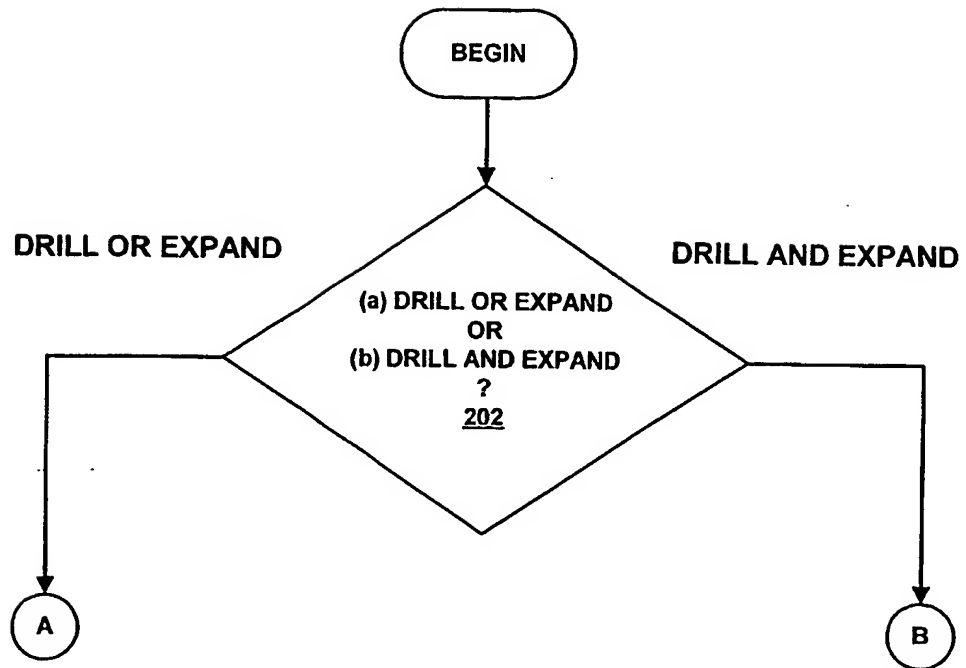 BEGIN
DRILL OR EXPAND
DRILL AND EXPAND
(a) DRILL OR EXPAND
OR
(b) DRILL AND EXPAND
?
202
A
B